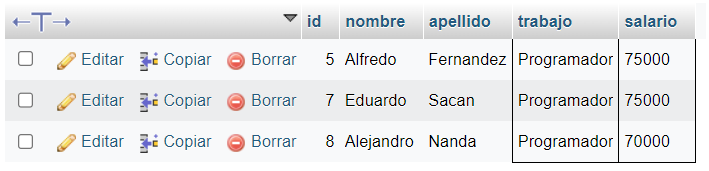 id nombre apellido trabajo salario
Editar Copiar Borrar 5 Alfredo Fernandez Programador 75000
Editar Copiar Borrar 7 Eduardo Sacan Programador 75000
Editar Copiar Borrar 8 Alejandro Nanda Programador 70000